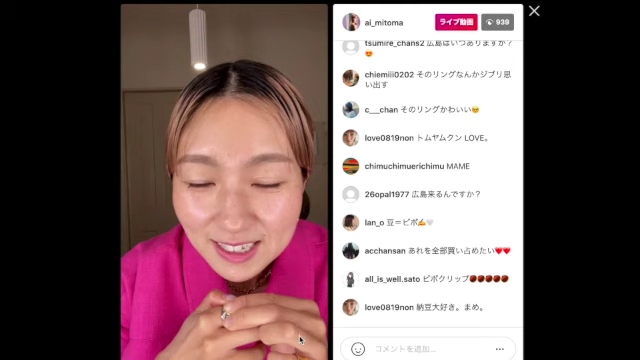 ai_mitoma
ライブ動画
939
tsumire_chans2 広島はいつありますか？
😍
chiemiii0202 そのリングなんかジブリ思
い出す
c___chan そのリングかわいい🥺
love0819non トムヤムクン LOVE。
chimuchimuerichimu MAME
26opal1977 広島来るんですか？
lan_o 豆＝ビポ✍️🤍
acchansan あれを全部買い占めたい❤️❤️
all_is_well.sato ピポクリップ
love0819non 納豆大好き。まめ。
コメントを追加...